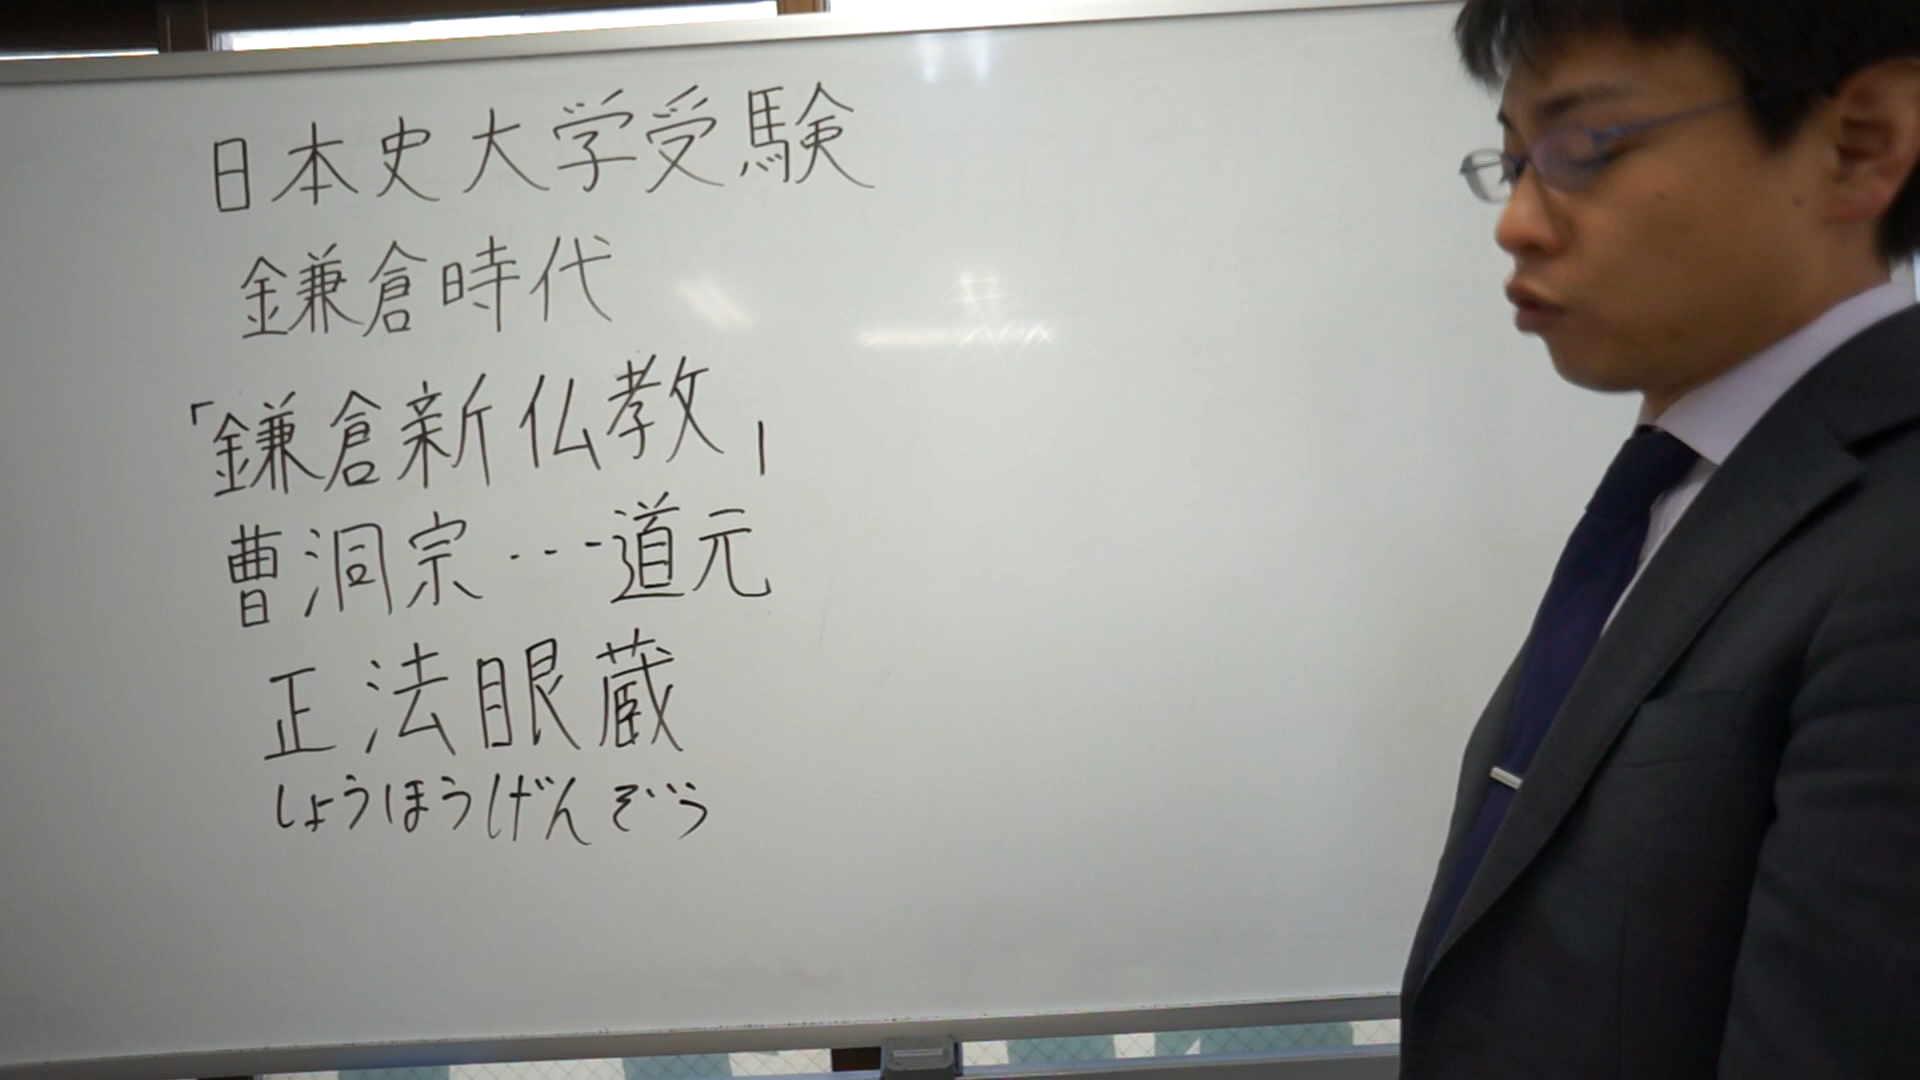 日本史大学受験
鎌倉時代
「鎌倉新仏教」
曹洞宗…道元
正法眼蔵
しょうほうげんぞう